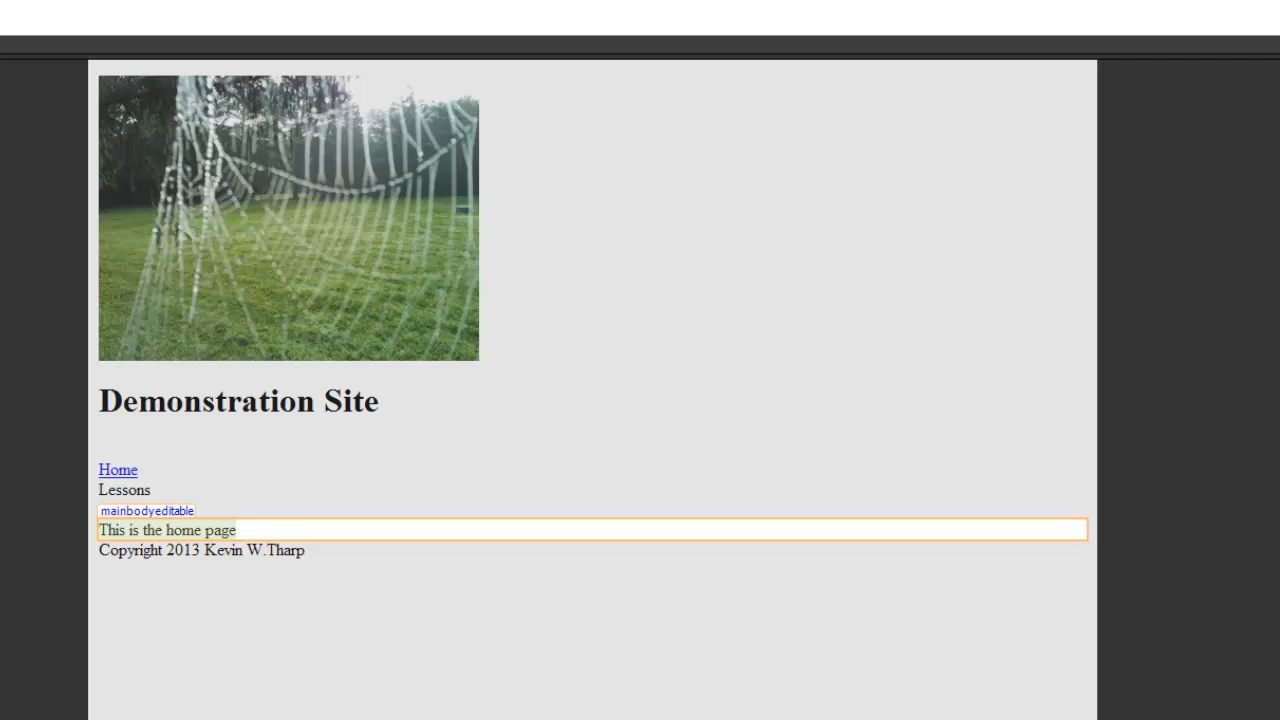 Demonstration Site
Home
Lessons
mainbodyeditable
This is the home page
Copyright 2013 Kevin W.Tharp